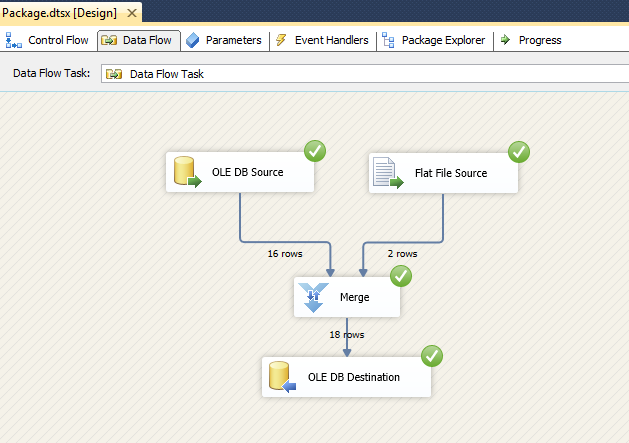 Package.dtsx [Design]
Control Flow
Data Flow
Parameters
Event Handlers
Package Explorer
Progress
Data Flow Task:
Data Flow Task
OLE DB Source
Flat File Source
16 rows
2 rows
Merge
18 rows
OLE DB Destination